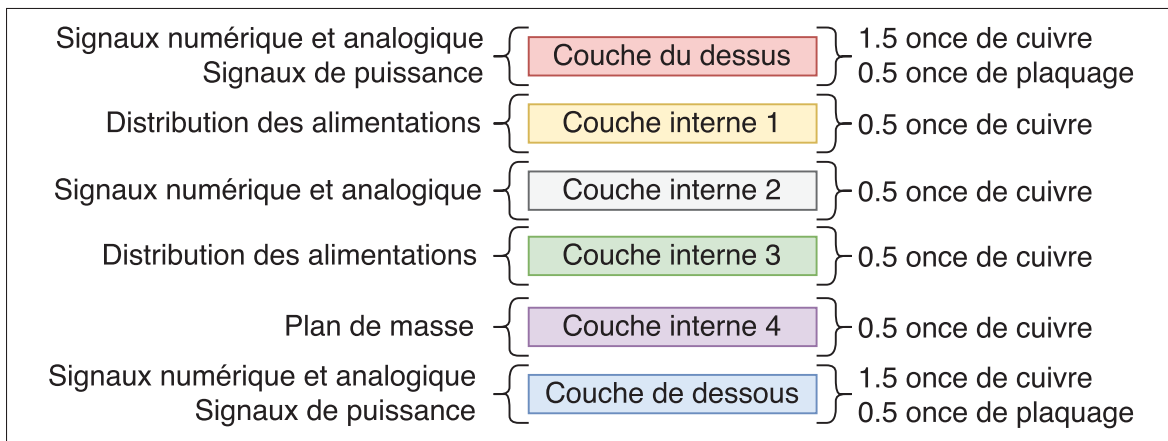 Signaux numérique et analogique
Signaux de puissance
Couche du dessus
1.5 once de cuivre
0.5 once de plaquage
Distribution des alimentations
Couche interne 1
0.5 once de cuivre
Signaux numérique et analogique
Couche interne 2
0.5 once de cuivre
Distribution des alimentations
Couche interne 3
0.5 once de cuivre
Plan de masse
Couche interne 4
0.5 once de cuivre
Signaux numérique et analogique
Signaux de puissance
Couche de dessous
1.5 once de cuivre
0.5 once de plaquage